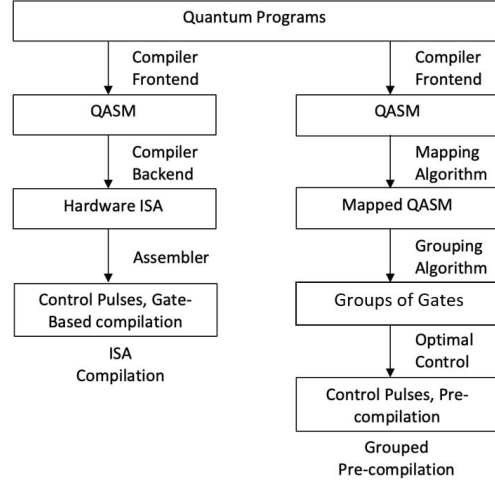 Quantum Programs
Compiler
Frontend
QASM
Compiler
Backend
Hardware ISA
Assembler
Control Pulses, Gate-
Based compilation
ISA
Compilation
Compiler
Frontend
QASM
Mapping
Algorithm
Mapped QASM
Grouping
Algorithm
Groups of Gates
Optimal
Control
Control Pulses, Pre-
compilation
Grouped
Pre-compilation